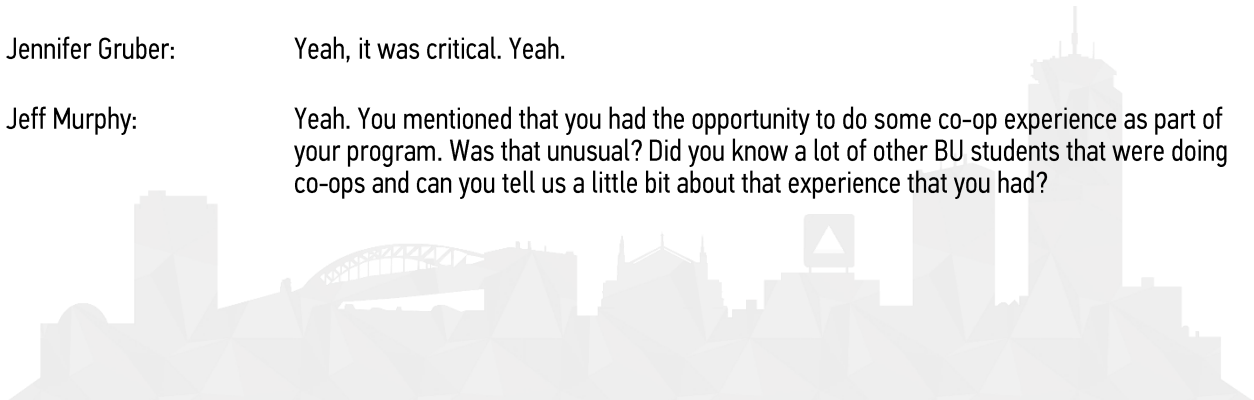 Jennifer Gruber: Yeah, it was critical. Yeah.
Jeff Murphy: Yeah. You mentioned that you had the opportunity to do some co-op experience as part of
your program. Was that unusual? Did you know a lot of other BU students that were doing
co-ops and can you tell us a little bit about that experience that you had?